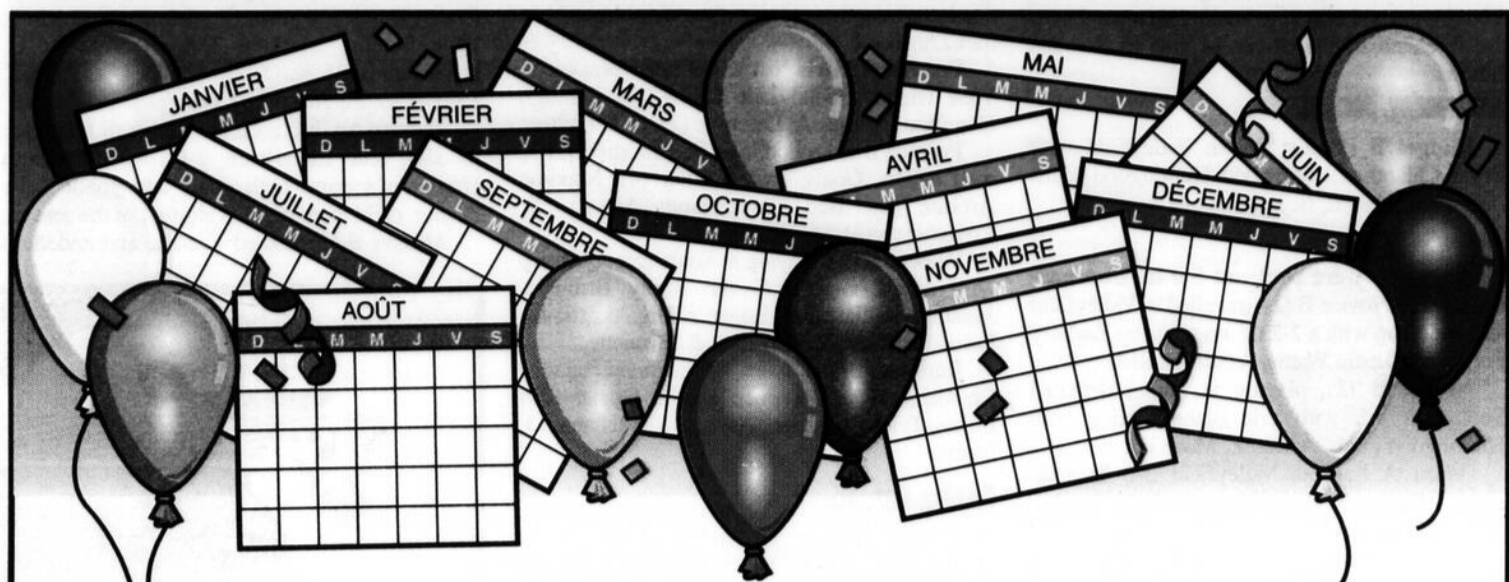 JANVIER
D L M M J V S
FÉVRIER
D L M M J V S
MARS
D L M M J V
MAI
D L M M J V S
JUIN
D L M M
JUILLET
D L M M J V S
SEPTEMBRE
D L M M
OCTOBRE
D L M M J
AVRIL
M M J V S
DÉCEMBRE
D L M M J V S
NOVEMBRE
L M M J V S
AOÛT
D L M M J V S